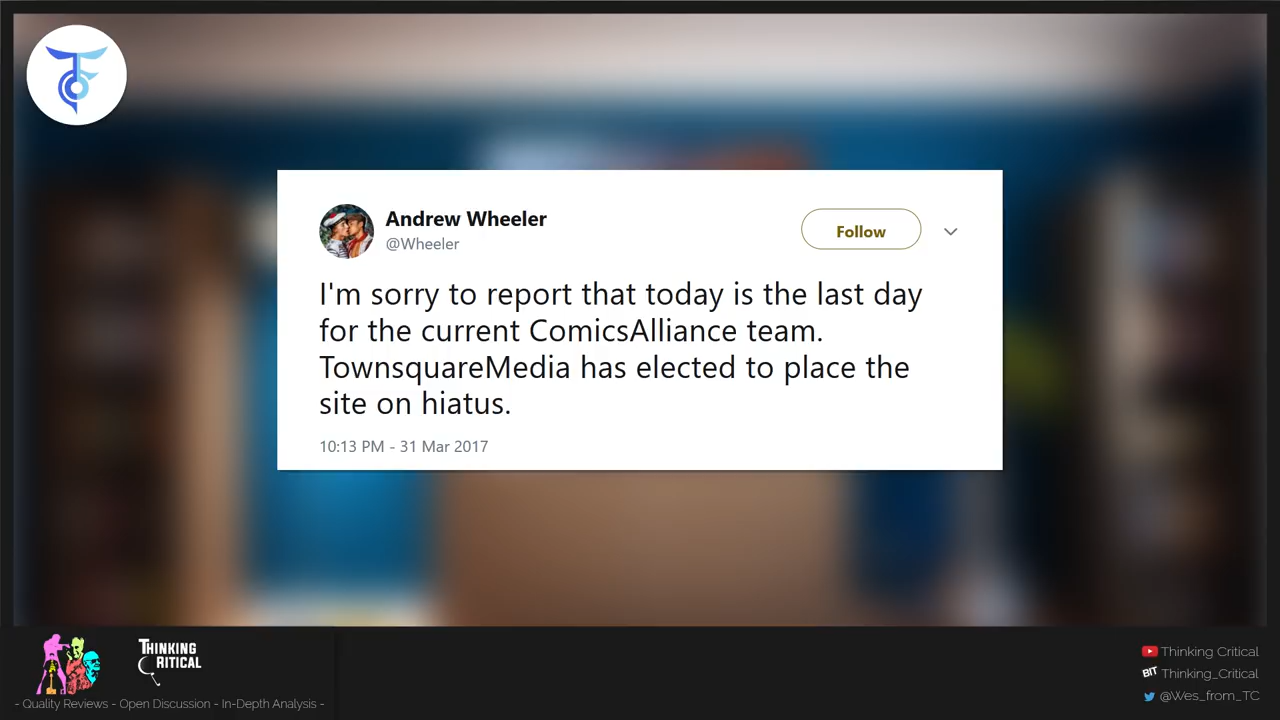 Andrew Wheeler
@Wheeler
Follow
I'm sorry to report that today is the last day
for the current ComicsAlliance team.
TownsquareMedia has elected to place the
site on hiatus.
10:13 PM - 31 Mar 2017
THINKING
CRITICAL
- Quality Reviews - Open Discussion - In-Depth Analysis -
Thinking Critical
BIT Thinking_Critical
@Wes_from_TC